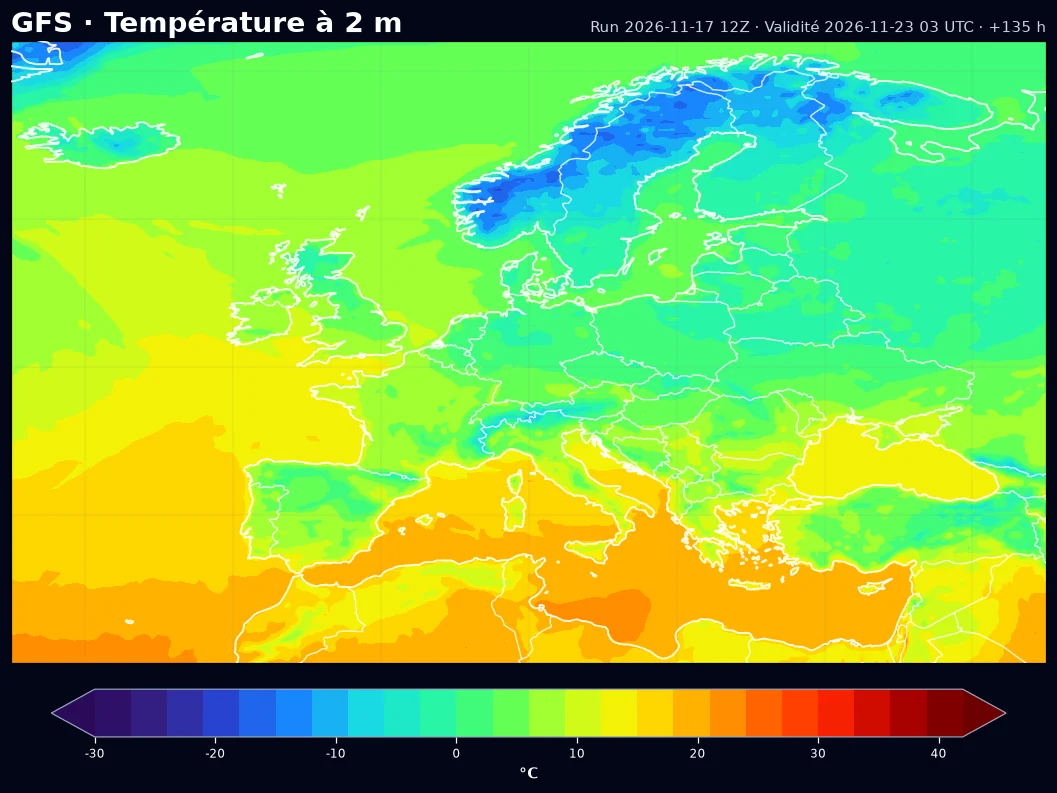 GFS · Température à 2 m
Run 2026-11-17 12Z · Validité 2026-11-23 03 UTC · +135 h
-30 -20 -10 0 10 20 30 40
°C